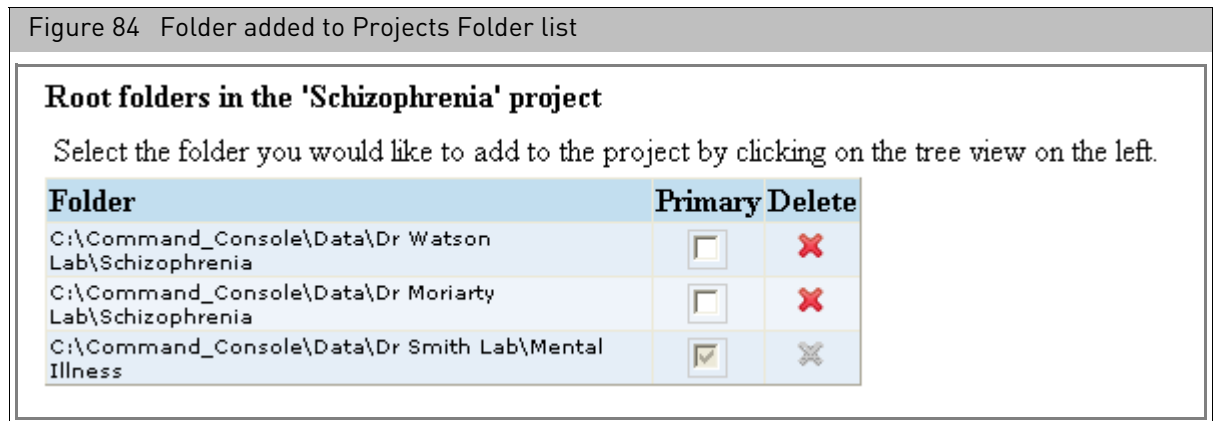 Figure 84 Folder added to Projects Folder list
Root folders in the 'Schizophrenia' project
Select the folder you would like to add to the project by clicking on the tree view on the left.
Folder Primary Delete
C:\Command_Console\Data\Dr Watson
Lab\Schizophrenia
C:\Command_Console\Data\Dr Moriarty
Lab\Schizophrenia
C:\Command_Console\Data\Dr Smith Lab\Mental
Illness